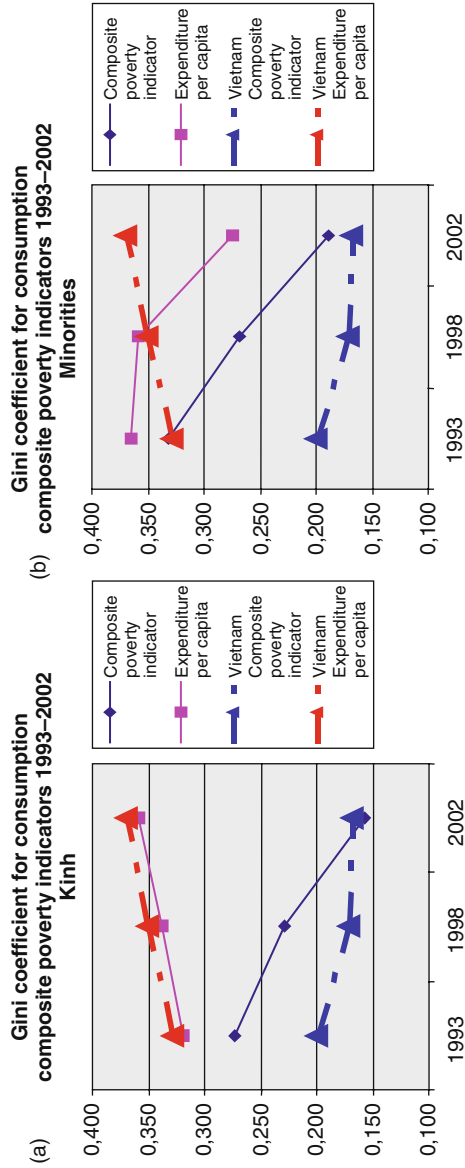 (a)
Gini coefficient for consumption
composite poverty indicators 1993–2002
Kinh
0,400
0,350
0,300
0,250
0,200
0,150
0,100
1993
1998
2002
Composite
poverty
indicator
Expenditure
per capita
Vietnam
Composite
poverty
indicator
Vietnam
Expenditure
per capita
(b)
Gini coefficient for consumption
composite poverty indicators 1993–2002
Minorities
0,400
0,350
0,300
0,250
0,200
0,150
0,100
1993
1998
2002
Composite
poverty
indicator
Expenditure
per capita
Vietnam
Composite
poverty
indicator
Vietnam
Expenditure
per capita